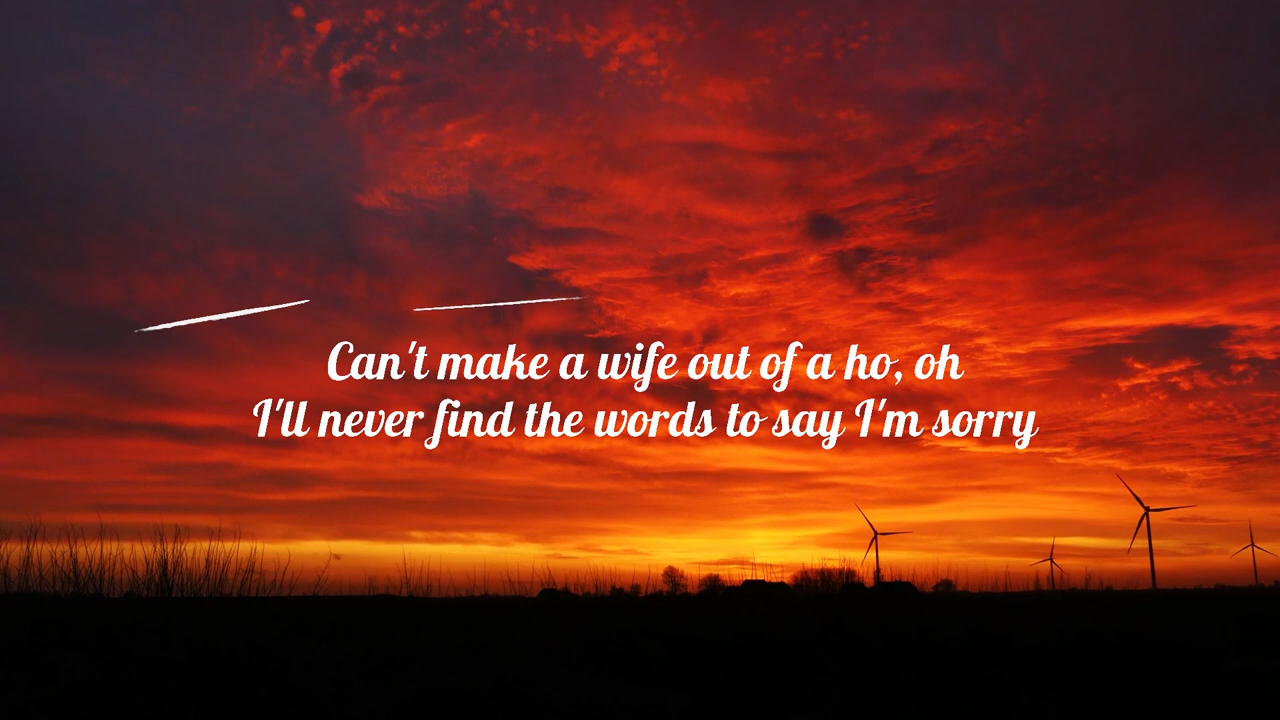 Can't make a wife out of a ho, oh
I'll never find the words to say I'm sorry